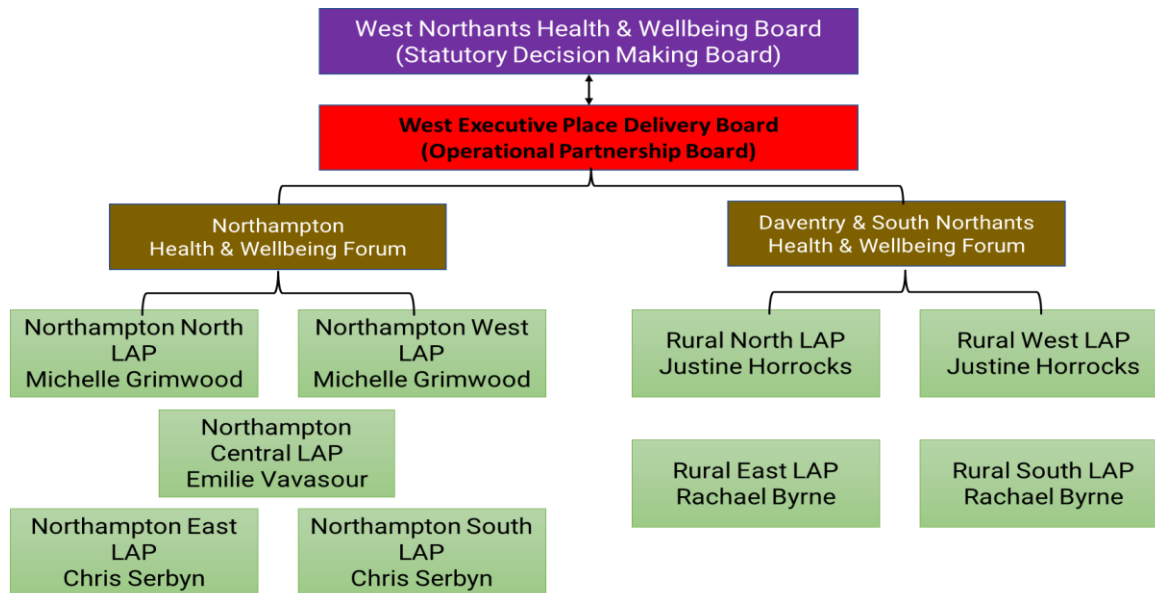 West Northants Health & Wellbeing Board
(Statutory Decision Making Board)
West Executive Place Delivery Board
(Operational Partnership Board)
Northampton
Health & Wellbeing Forum
Daventry & South Northants
Health & Wellbeing Forum
Northampton North
LAP
Michelle Grimwood
Northampton West
LAP
Michelle Grimwood
Rural North LAP
Justine Horrocks
Rural West LAP
Justine Horrocks
Northampton
Central LAP
Emilie Vavasour
Rural East LAP
Rachael Byrne
Rural South LAP
Rachael Byrne
Northampton East
LAP
Chris Serbyn
Northampton South
LAP
Chris Serbyn